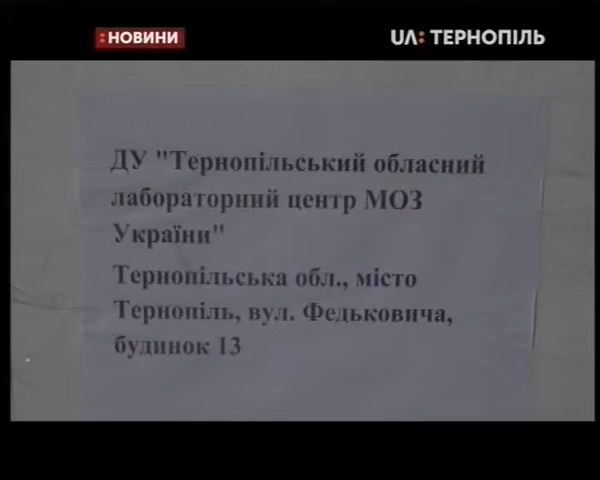 :НОВИНИ
UA: ТЕРНОПІЛЬ
ДУ "Тернопільський обласний
лабораторний центр МОЗ
України"
Тернопільська обл., місто
Тернопіль, вул. Федьковича,
будинок 13